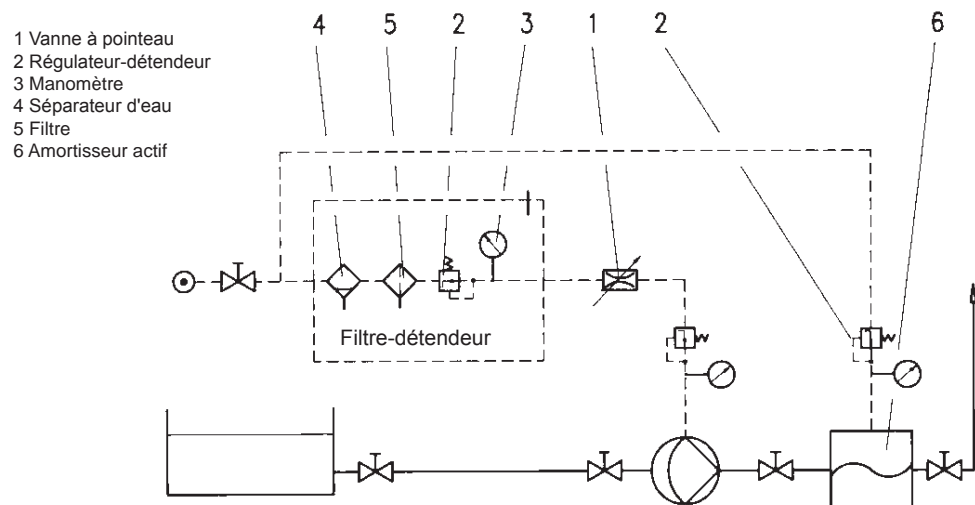 4 5 2 3 1 2 6
1 Vanne à pointeau
2 Régulateur-détendeur
3 Manomètre
4 Séparateur d'eau
5 Filtre
6 Amortisseur actif
Filtre-détendeur